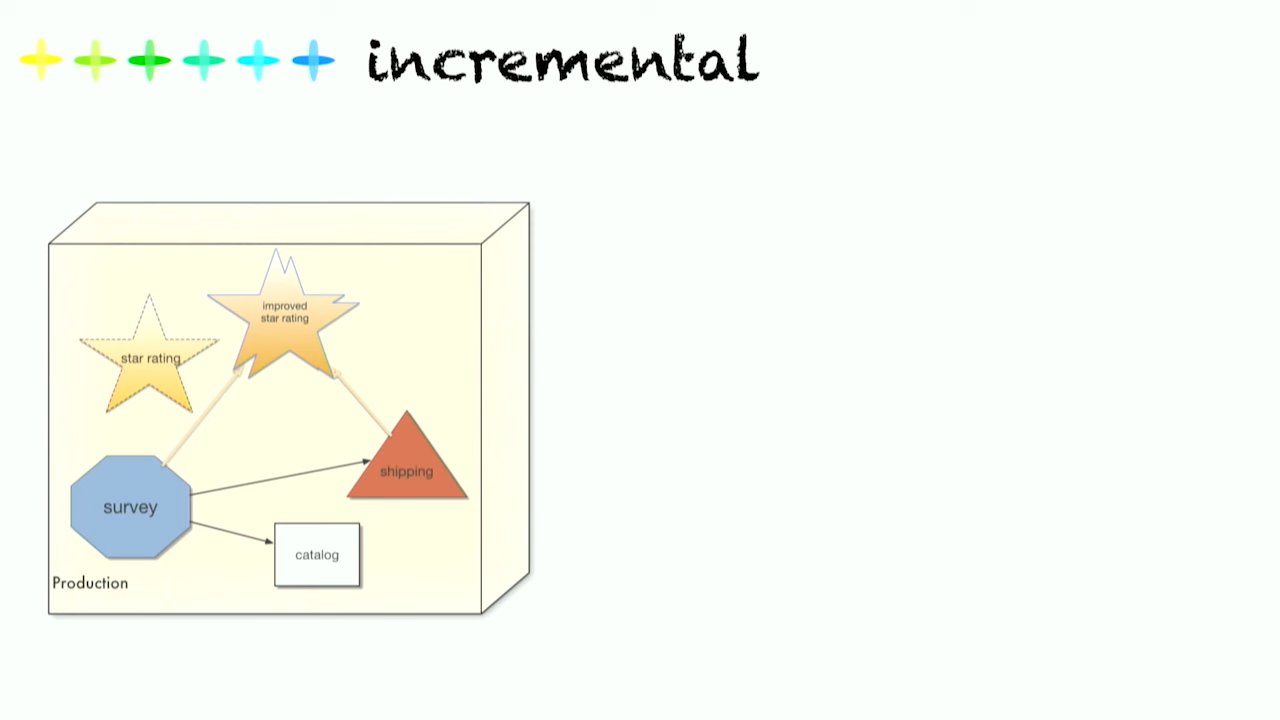 incremental
improved
star rating
star rating
shipping
survey
catalog
Production